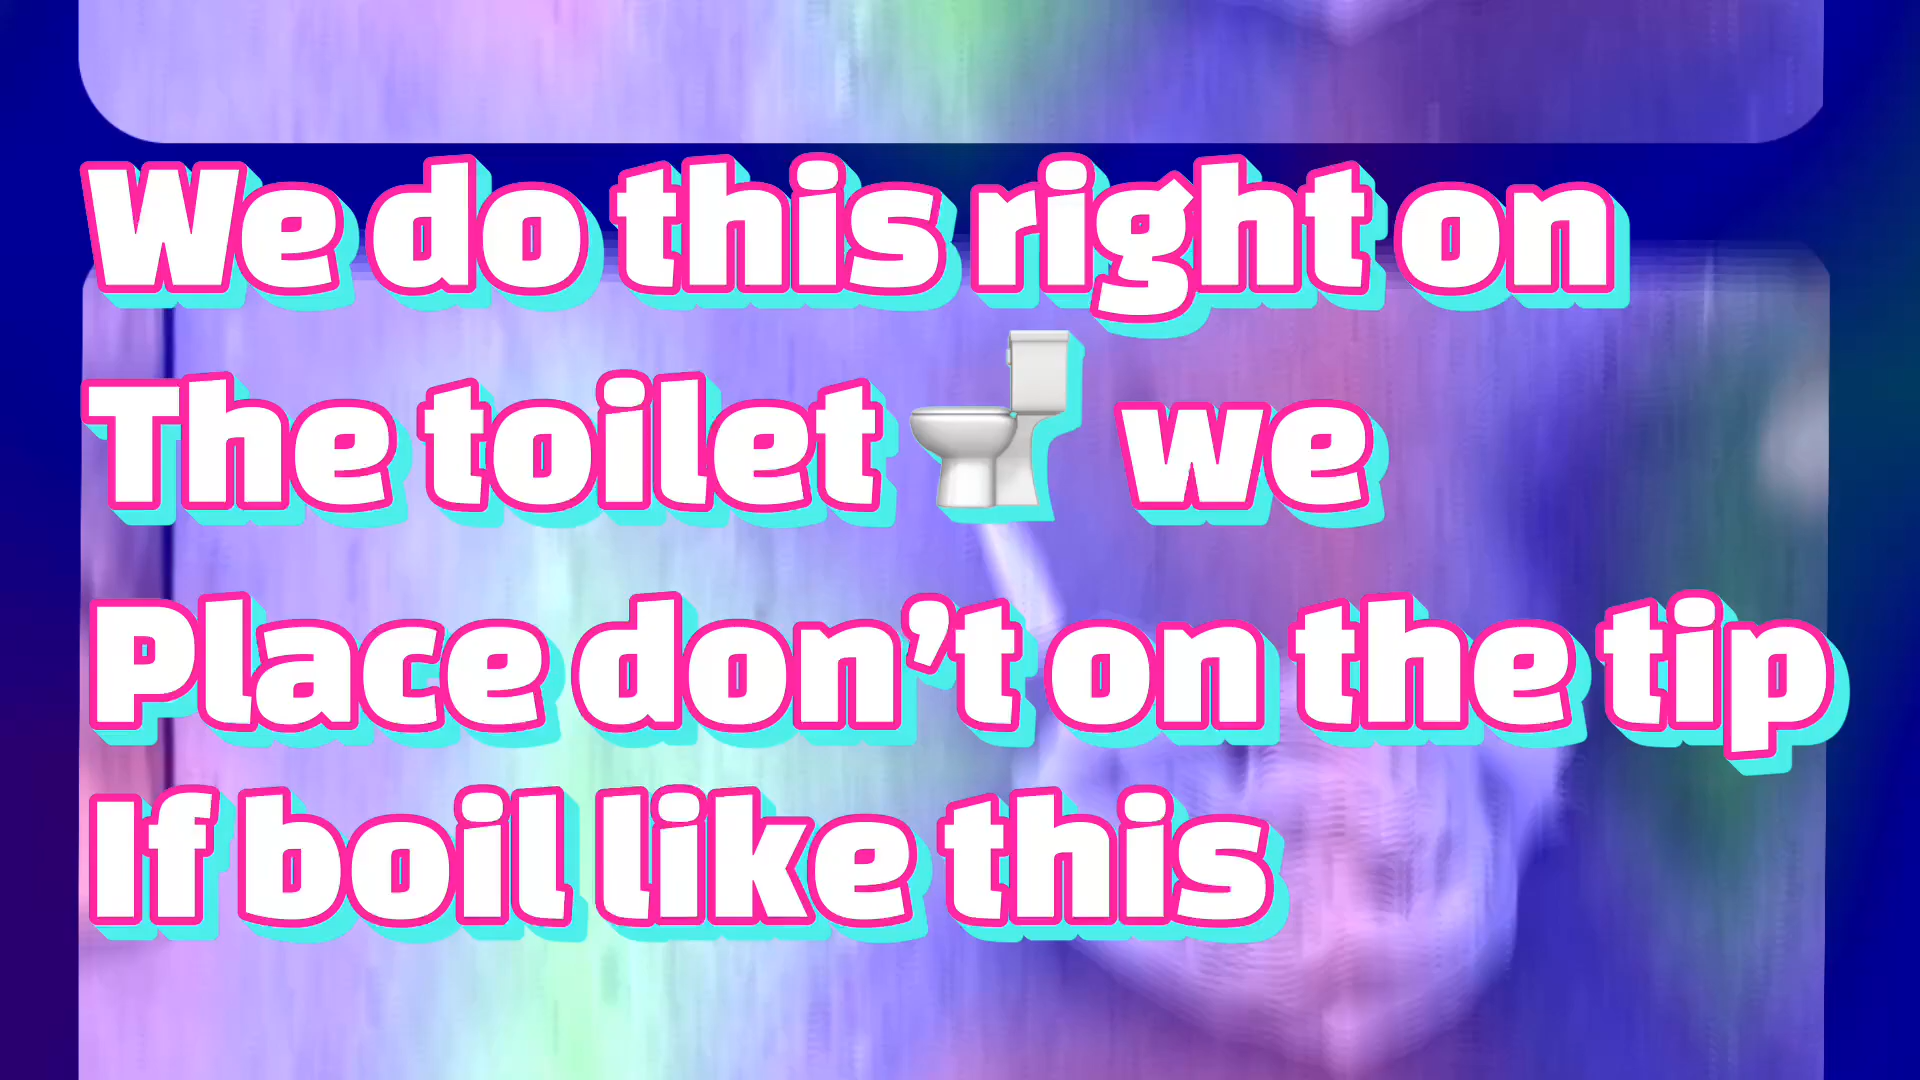 We do this right on
The toilet 🚽 we
Place don’t on the tip
If boil like this